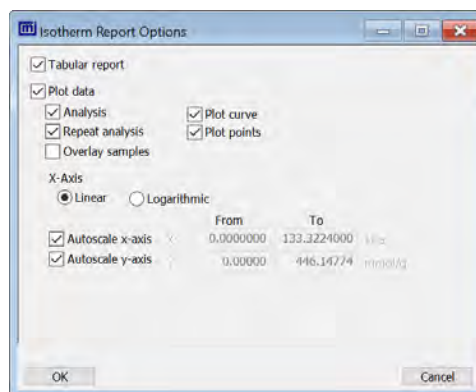 Isotherm Report Options
Tabular report
Plot data
Analysis Plot curve
Repeat analysis Plot points
Overlay samples
X-Axis
Linear Logarithmic
From To
Autoscale x-axis 0.0000000 133.3224000
Autoscale y-axis 0.00000 446.14774 mmol/g
OK Cancel